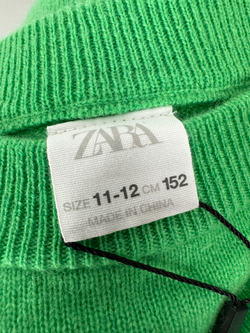 ZARA
SIZE 11-12 CM 152
MADE IN CHINA